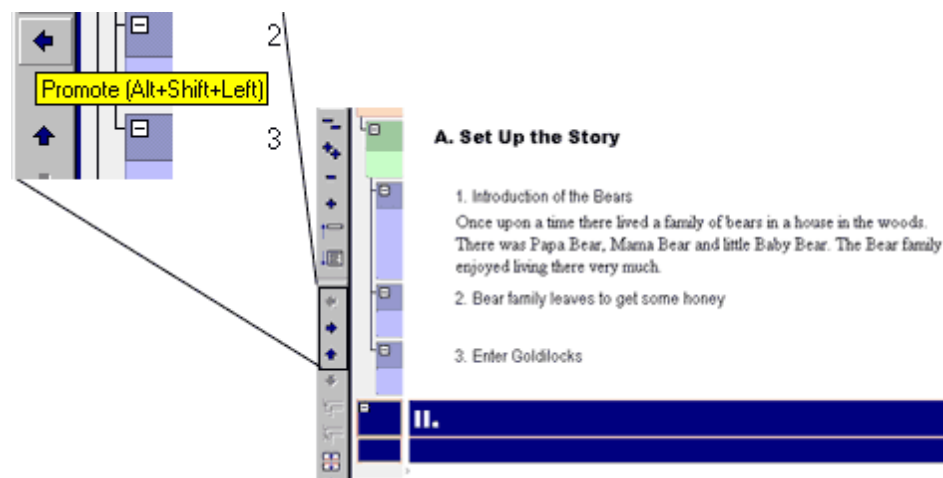 2
Promote (Alt+Shift+Left)
3
A. Set Up the Story
1. Introduction of the Bears
Once upon a time there lived a family of bears in a house in the woods.
There was Papa Bear, Mama Bear and little Baby Bear. The Bear family
enjoyed living there very much.
2. Bear family leaves to get some honey
3. Enter Goldilocks
II.